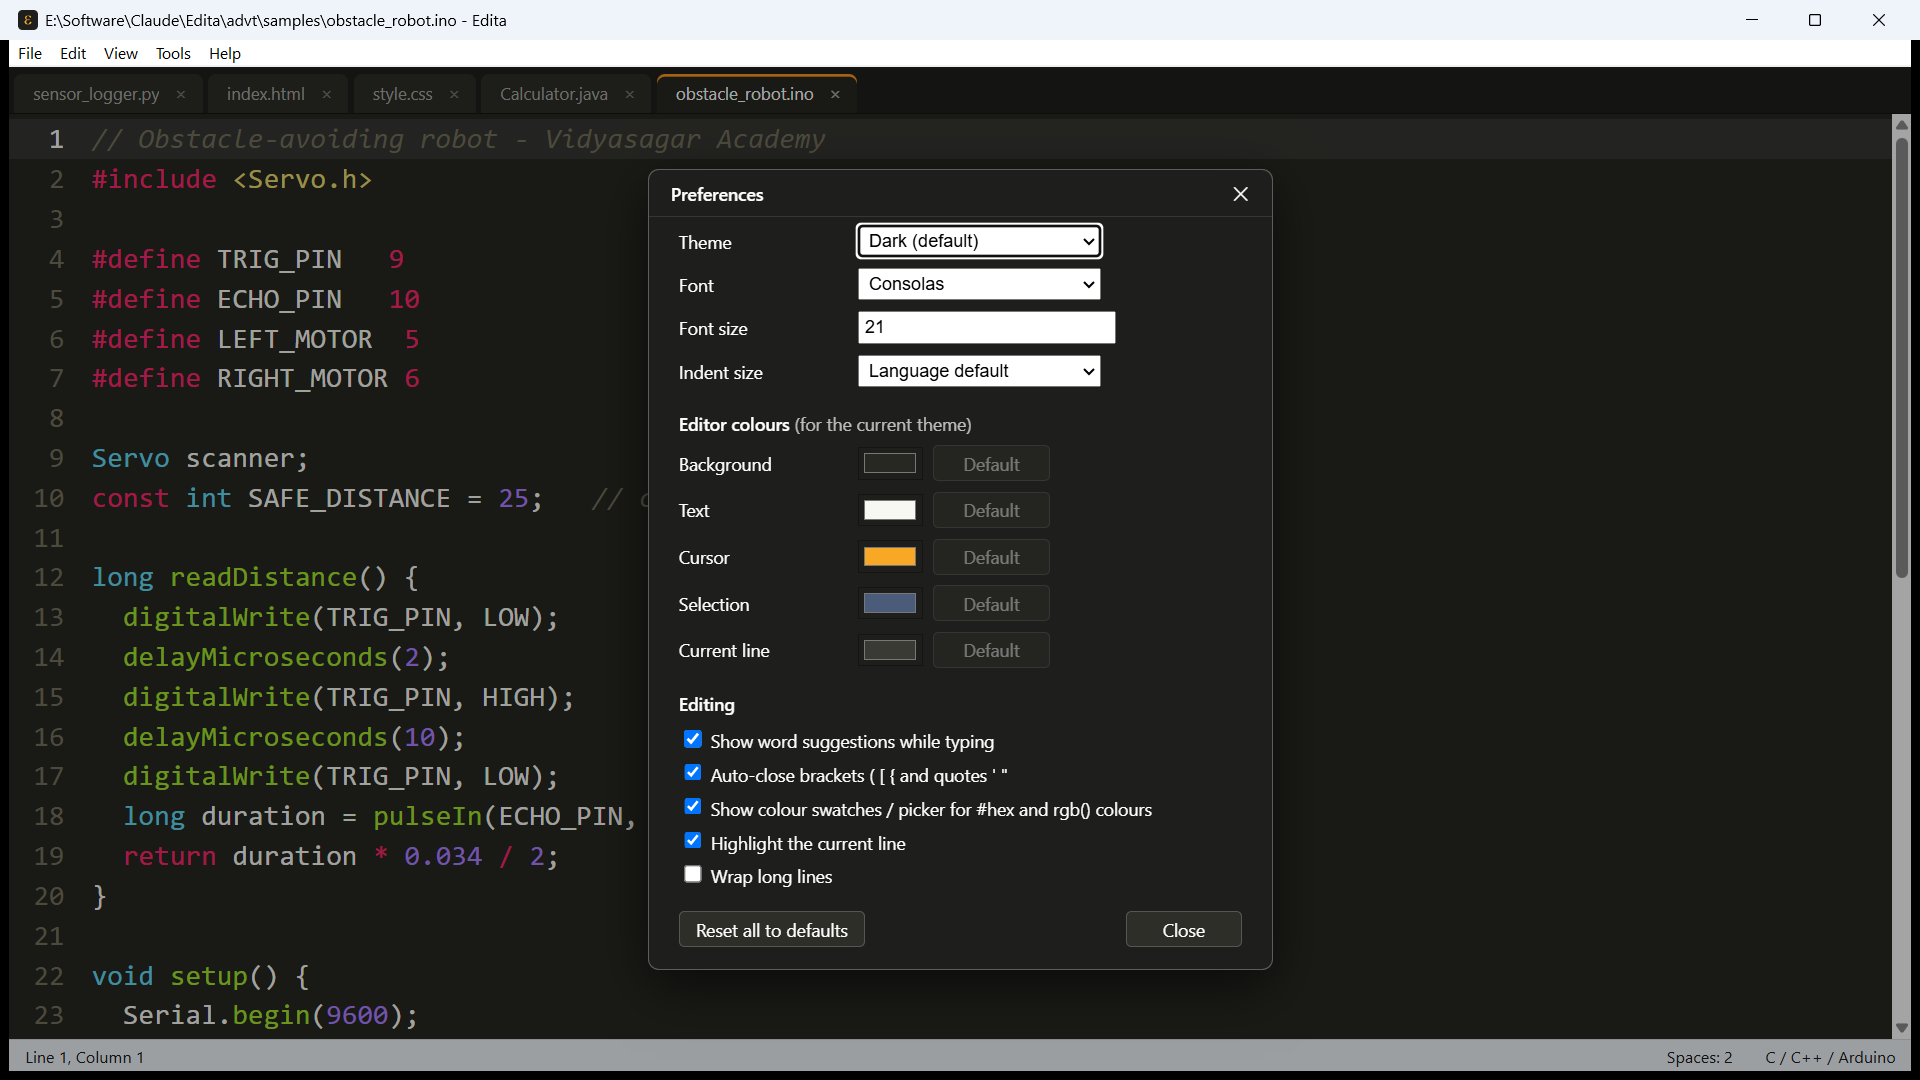 E:\Software\Claude\Edita\advt\samples\obstacle_robot.ino - Edita
File Edit View Tools Help
sensor_logger.py × index.html × style.css × Calculator.java × obstacle_robot.ino ×
1 // Obstacle-avoiding robot - Vidyasagar Academy
2 #include <Servo.h>
3
4 #define TRIG_PIN 9
5 #define ECHO_PIN 10
6 #define LEFT_MOTOR 5
7 #define RIGHT_MOTOR 6
8
9 Servo scanner;
10 const int SAFE_DISTANCE = 25; //
11
12 long readDistance() {
13 digitalWrite(TRIG_PIN, LOW);
14 delayMicroseconds(2);
15 digitalWrite(TRIG_PIN, HIGH);
16 delayMicroseconds(10);
17 digitalWrite(TRIG_PIN, LOW);
18 long duration = pulseIn(ECHO_PIN,
19 return duration * 0.034 / 2;
20 }
21
22 void setup() {
23 Serial.begin(9600);
Preferences
Theme Dark (default)
Font Consolas
Font size 21
Indent size Language default
Editor colours (for the current theme)
Background Default
Text Default
Cursor Default
Selection Default
Current line Default
Editing
Show word suggestions while typing
Auto-close brackets ( [ { and quotes ' "
Show colour swatches / picker for #hex and rgb() colours
Highlight the current line
Wrap long lines
Reset all to defaults Close
Line 1, Column 1 Spaces: 2 C / C++ / Arduino